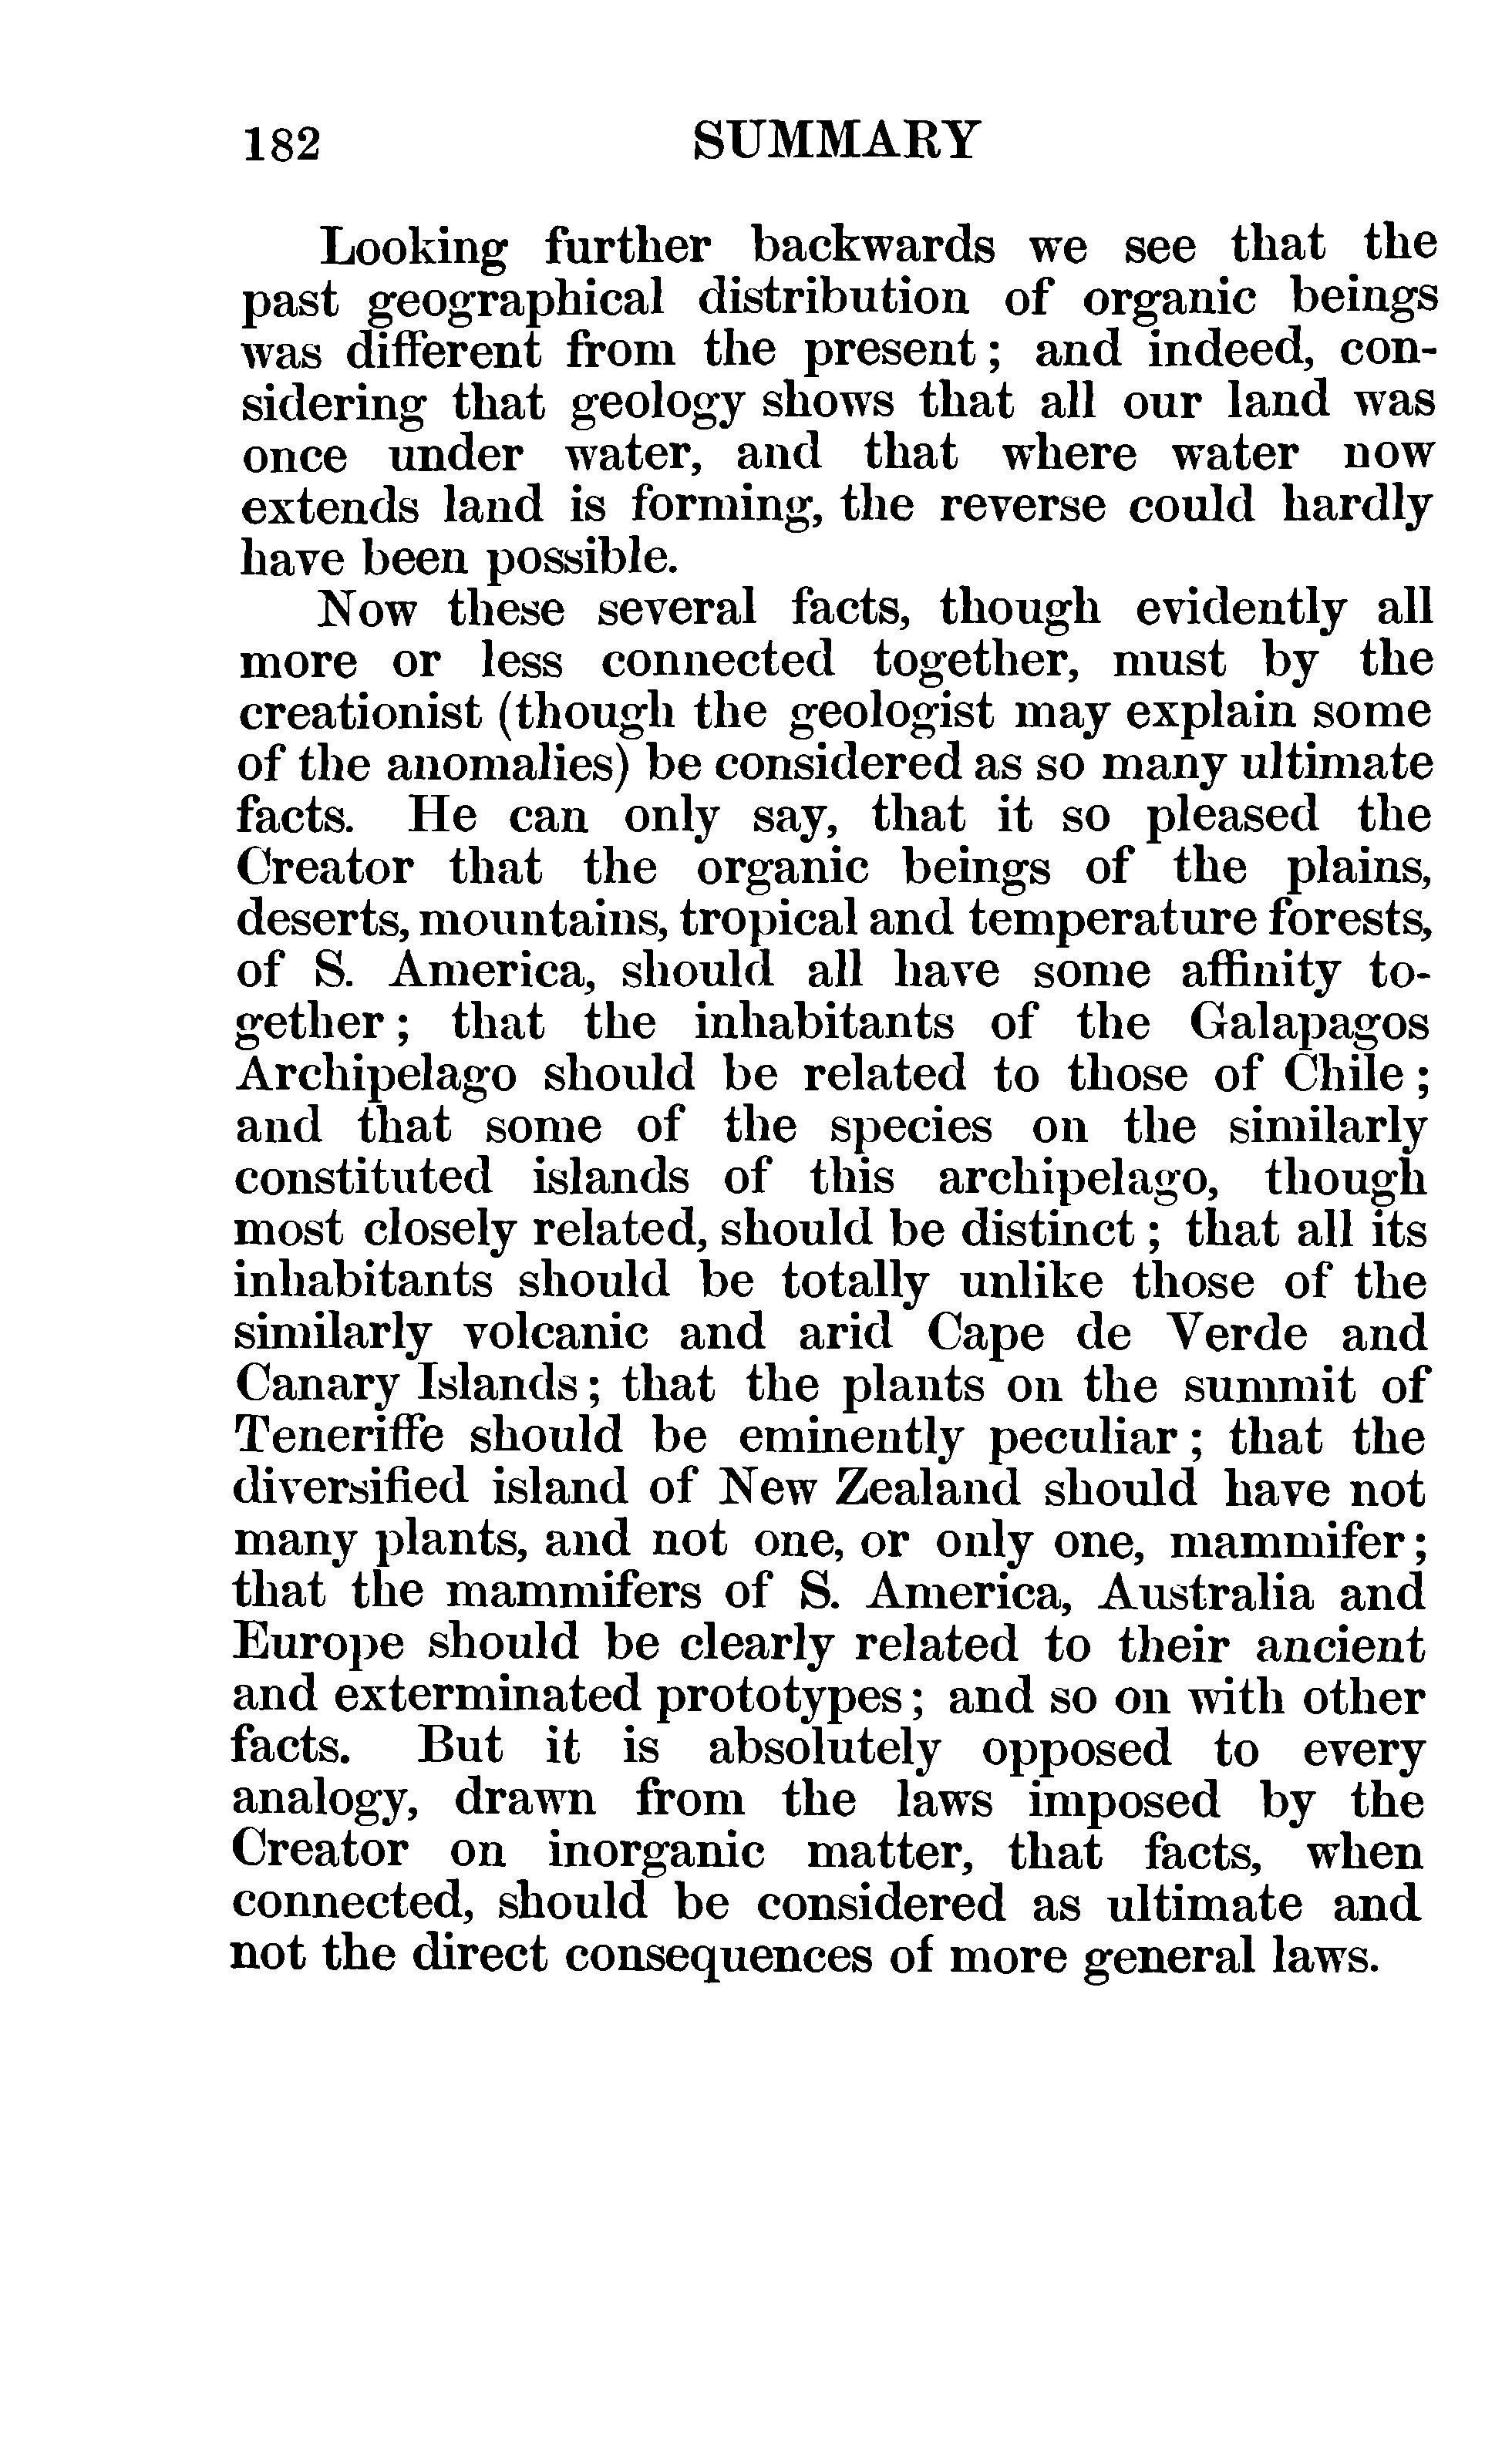 182 SUMMARY
Looking further backwards we see that the
past geographical distribution of organic beings
was different from the present; and indeed, con-
sidering that geology shows that all our land was
once under water, and that where water now
extends land is forming, the reverse could hardly
have been possible.
Now these several facts, though evidently all
more or less connected together, must by the
creationist (though the geologist may explain some
of the anomalies) be considered as so many ultimate
facts. He can only say, that it so pleased the
Creator that the organic beings of the plains,
deserts, mountains, tropical and temperature forests,
of S. America, should all have some affinity to-
gether; that the inhabitants of the Galapagos
Archipelago should be related to those of Chile;
and that some of the species on the similarly
constituted islands of this archipelago, though
most closely related, should be distinct; that all its
inhabitants should be totally unlike those of the
similarly volcanic and arid Cape de Verde and
Canary Islands; that the plants on the summit of
Teneriffe should be eminently peculiar; that the
diversified island of New Zealand should have not
many plants, and not one, or only one, mammifer;
that the mammifers of S. America, Australia and
Europe should be clearly related to their ancient
and exterminated prototypes; and so on with other
facts. But it is absolutely opposed to every
analogy, drawn from the laws imposed by the
Creator on inorganic matter, that facts, when
connected, should be considered as ultimate and
not the direct consequences of more general laws.